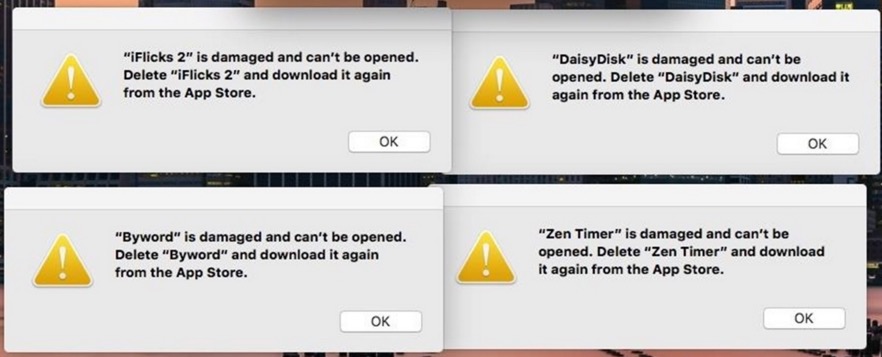 “iFlicks 2” is damaged and can’t be opened.
Delete “iFlicks 2” and download it again
from the App Store.
OK
“DaisyDisk” is damaged and can’t be
opened. Delete “DaisyDisk” and download it
again from the App Store.
OK
“Byword” is damaged and can’t be opened.
Delete “Byword” and download it again
from the App Store.
OK
“Zen Timer” is damaged and can’t be
opened. Delete “Zen Timer” and download
it again from the App Store.
OK